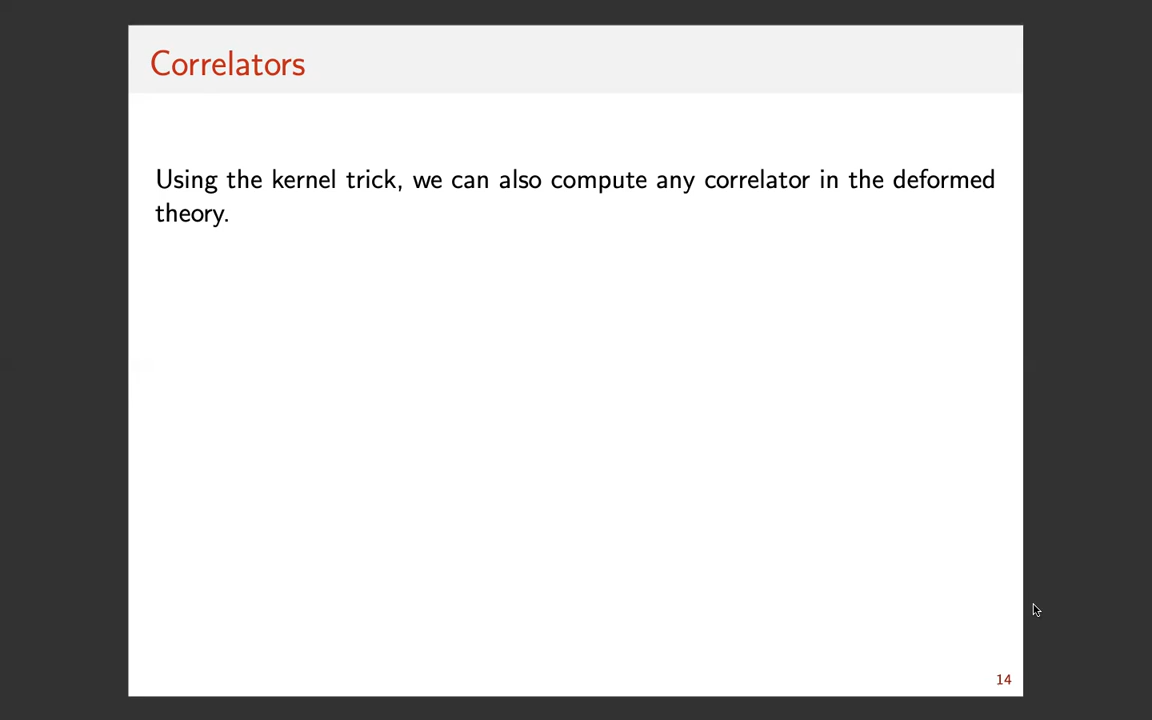 Correlators
Using the kernel trick, we can also compute any correlator in the deformed
theory.
14